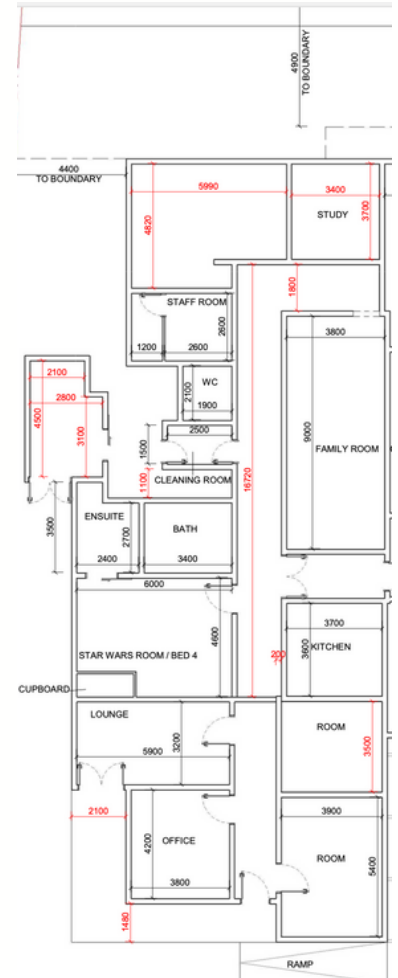 4900
TO BOUNDARY
4400
TO BOUNDARY
5990
3400
4820
STUDY
3700
1800
STAFF ROOM
2600
1200
2600
3800
WC
2100
1900
2100
2800
4500
3100
2500
1500
9000
FAMILY ROOM
CLEANING ROOM
1100
16720
3500
ENSUITE
2700
BATH
2400
3400
6000
4600
3700
3600
KITCHEN
200
STAR WARS ROOM / BED 4
CUPBOARD
LOUNGE
3200
5900
ROOM
3500
2100
4200
OFFICE
3800
3900
ROOM
5400
1480
RAMP